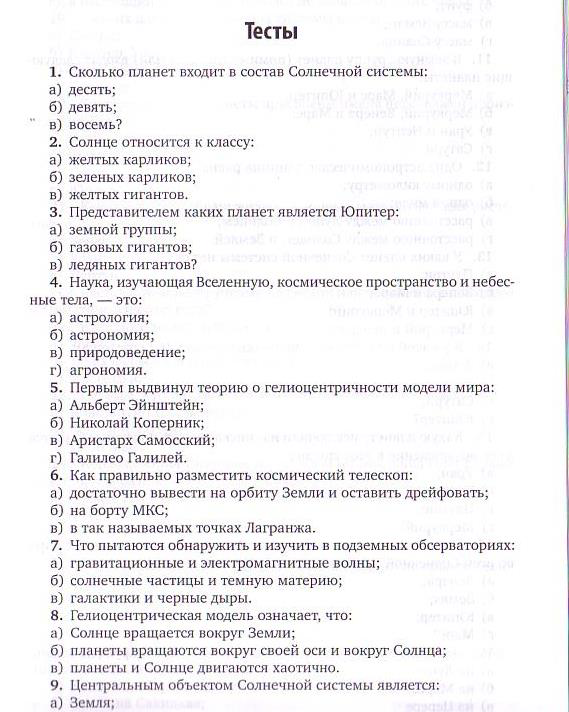 Тесты
1. Сколько планет входит в состав Солнечной системы:
а) десять;
б) девять;
в) восемь?
2. Солнце относится к классу:
а) желтых карликов;
б) зеленых карликов;
в) желтых гигантов.
3. Представителем каких планет является Юпитер:
а) земной группы;
б) газовых гигантов;
в) ледяных гигантов?
4. Наука, изучающая Вселенную, космическое пространство и небес-
ные тела, — это:
а) астрология;
б) астрономия;
в) природоведение;
г) агрономия.
5. Первым выдвинул теорию о гелиоцентричности модели мира:
а) Альберт Эйнштейн;
б) Николай Коперник;
в) Аристарх Самосский;
г) Галилео Галилей.
6. Как правильно разместить космический телескоп:
а) достаточно вывести на орбиту Земли и оставить дрейфовать;
б) на борту МКС;
в) в так называемых точках Лагранжа.
7. Что пытаются обнаружить и изучить в подземных обсерваториях:
а) гравитационные и электромагнитные волны;
б) солнечные частицы и темную материю;
в) галактики и черные дыры.
8. Гелиоцентрическая модель означает, что:
а) Солнце вращается вокруг Земли;
б) планеты вращаются вокруг своей оси и вокруг Солнца;
в) планеты и Солнце двигаются хаотично.
9. Центральным объектом Солнечной системы является:
а) Земля;